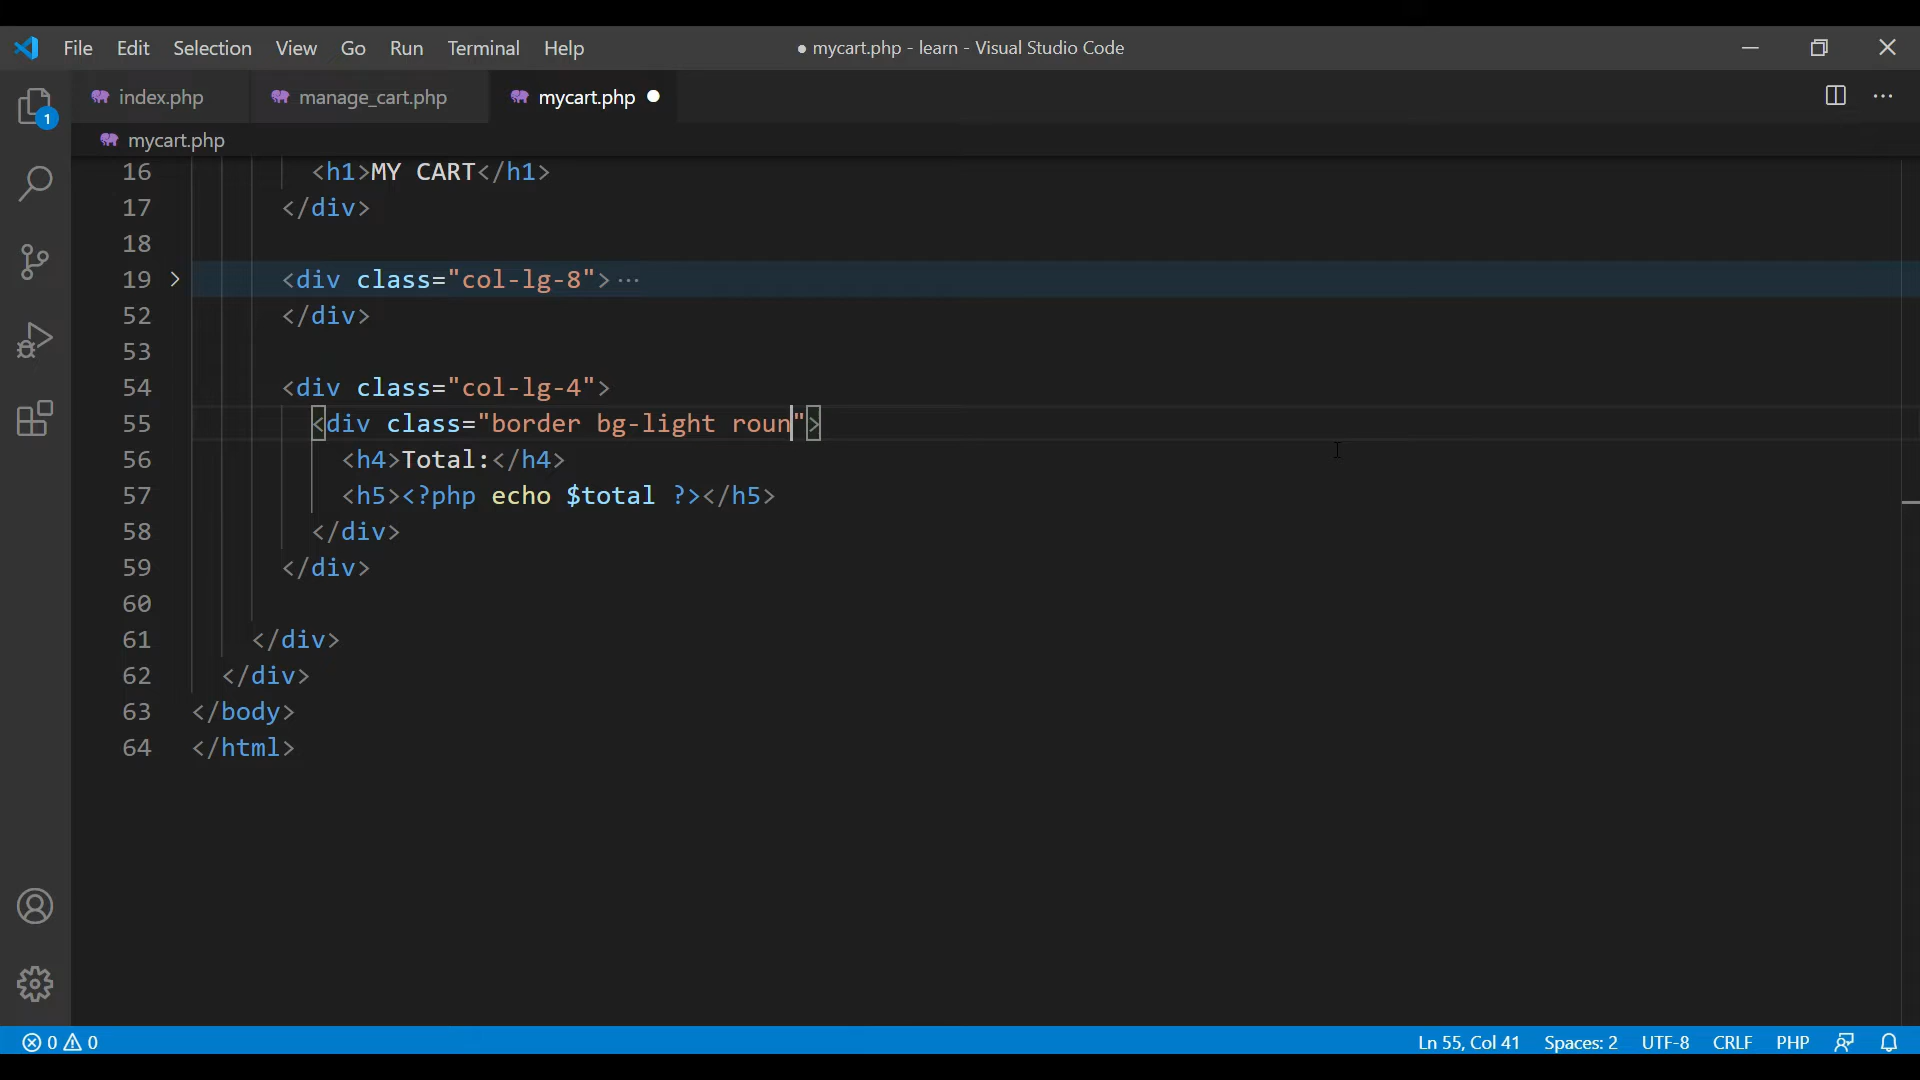 File Edit Selection View Go Run Terminal Help ● mycart.php - learn - Visual Studio Code
index.php manage_cart.php mycart.php ●
1
mycart.php
16 <h1>MY CART</h1>
17 </div>
18
19 > <div class="col-lg-8"> ...
52 </div>
53
54 <div class="col-lg-4">
55 <div class="border bg-light roun">
56 <h4>Total:</h4>
57 <h5><?php echo $total ?></h5>
58 </div>
59 </div>
60
61 </div>
62 </div>
63 </body>
64 </html>
0 0 Ln 55, Col 41 Spaces: 2 UTF-8 CRLF PHP